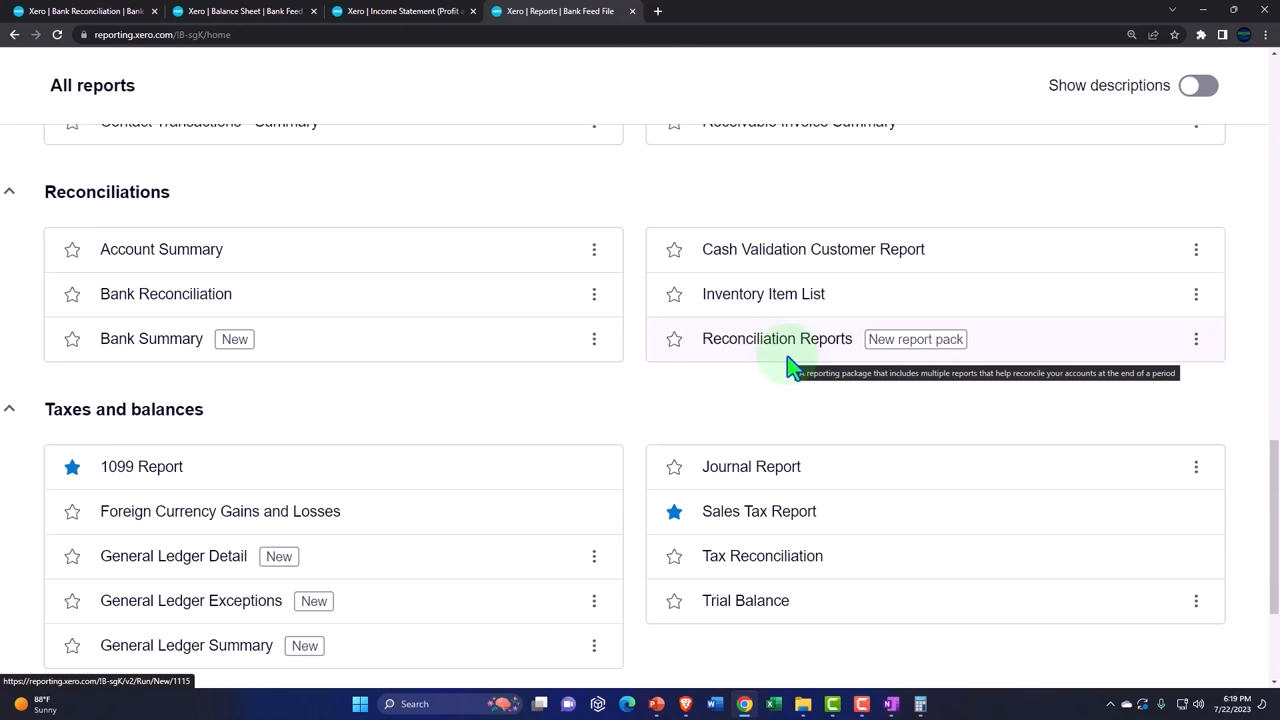 Xero | Bank Reconciliation | Bank
Xero | Balance Sheet | Bank Feed
Xero | Income Statement (Profit a
Xero | Reports | Bank Feed File
reporting.xero.com/!B-sgK/home
All reports
Show descriptions
Contact Transactions - Summary
Receivable Invoice Summary
Reconciliations
Account Summary
Bank Reconciliation
Bank Summary New
Cash Validation Customer Report
Inventory Item List
Reconciliation Reports New report pack
A reporting package that includes multiple reports that help reconcile your accounts at the end of a period
Taxes and balances
1099 Report
Foreign Currency Gains and Losses
General Ledger Detail New
General Ledger Exceptions New
General Ledger Summary New
Journal Report
Sales Tax Report
Tax Reconciliation
Trial Balance
https://reporting.xero.com/!B-sgK/v2/Run/New/1115
88°F
Sunny
Search
6:19 PM
7/22/2023